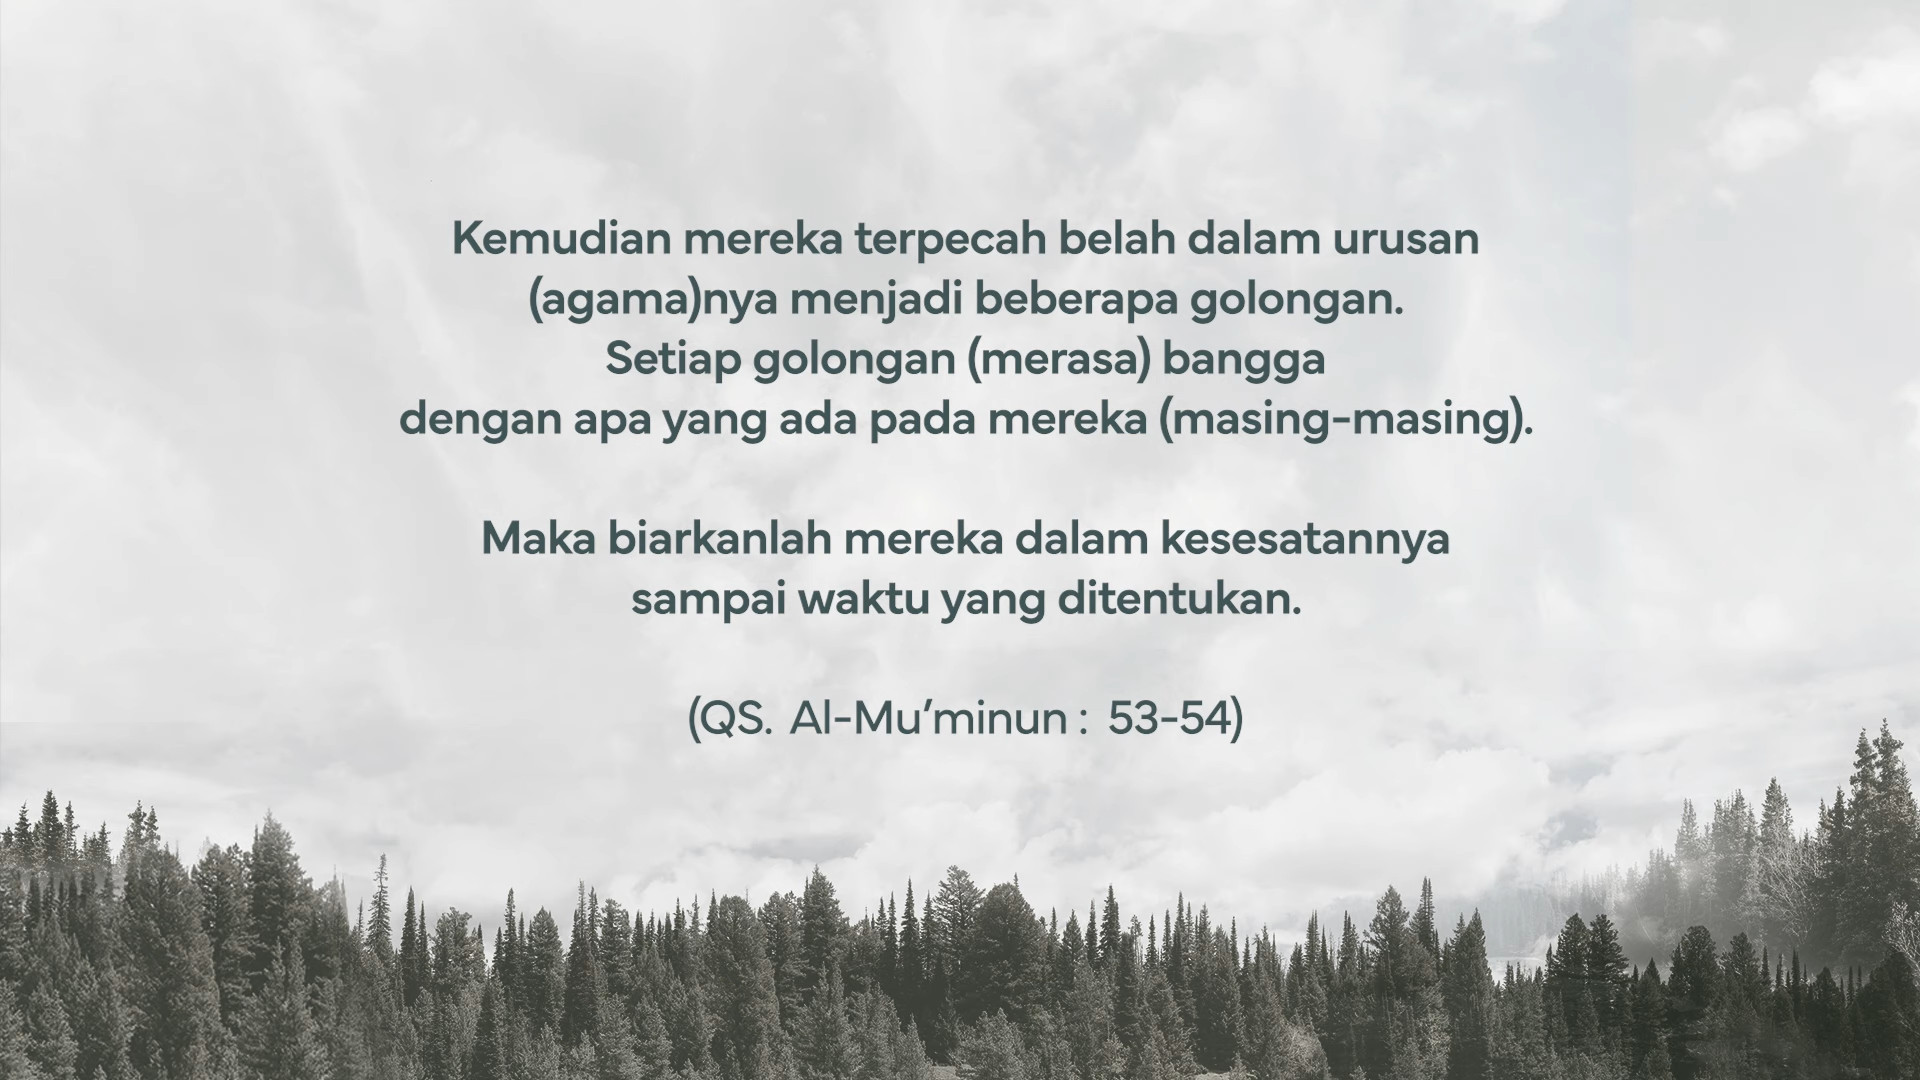 Kemudian mereka terpecah belah dalam urusan
(agama)nya menjadi beberapa golongan.
Setiap golongan (merasa) bangga
dengan apa yang ada pada mereka (masing-masing).
Maka biarkanlah mereka dalam kesesatannya
sampai waktu yang ditentukan.
(QS. Al-Mu’minun : 53-54)